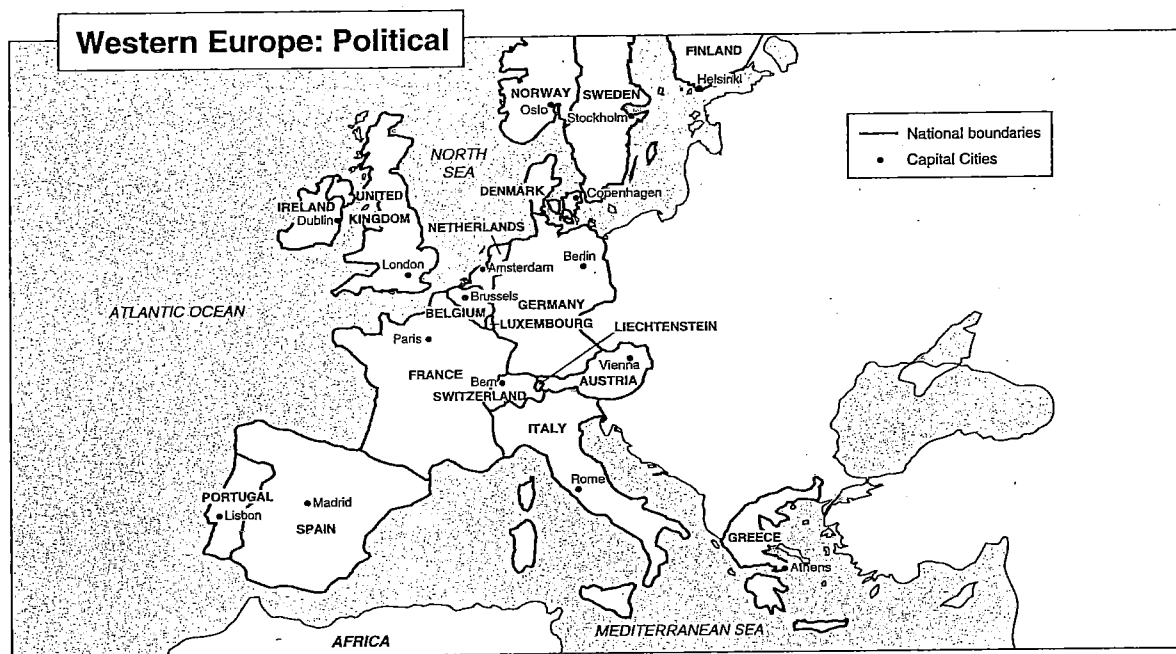 Western Europe: Political
FINLAND
Helsinki
NORWAY
Oslo
SWEDEN
Stockholm
National boundaries
Capital Cities
NORTH
SEA
DENMARK
Copenhagen
IRELAND
Dublin
UNITED
KINGDOM
NETHERLANDS
London
Amsterdam
Berlin
Brussels
BELGIUM
GERMANY
LUXEMBOURG
LIECHTENSTEIN
ATLANTIC OCEAN
Paris
Vienna
AUSTRIA
FRANCE
Bern
SWITZERLAND
ITALY
Rome
PORTUGAL
Lisbon
Madrid
SPAIN
GREECE
Athens
AFRICA
MEDITERRANEAN SEA